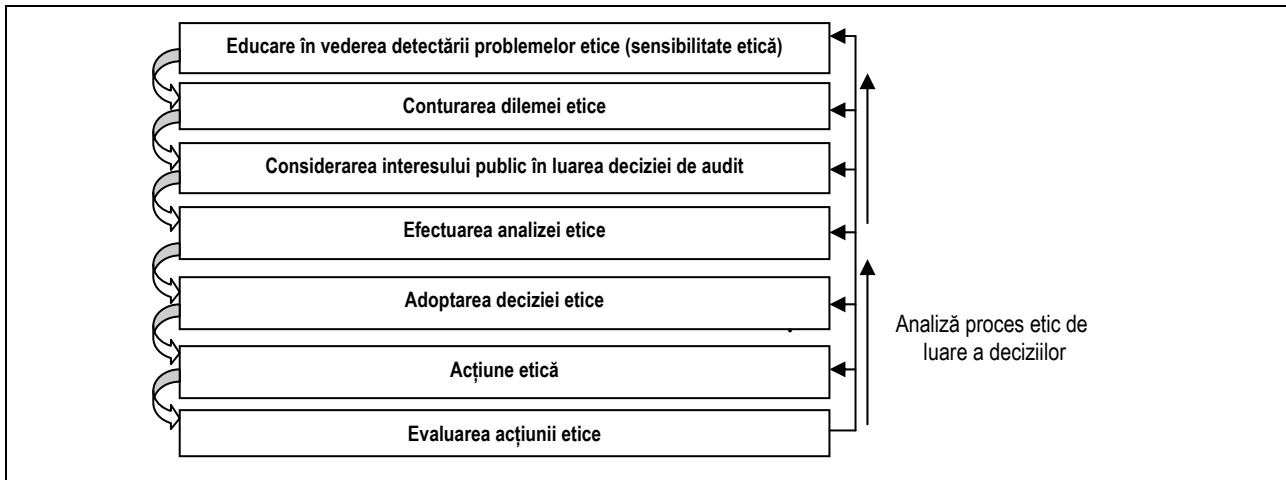 Educare în vederea detectării problemelor etice (sensibilitate etică)
Conturarea dilemei etice
Considerarea interesului public în luarea deciziei de audit
Efectuarea analizei etice
Adoptarea deciziei etice
Analiză proces etic de
luare a deciziilor
Acțiune etică
Evaluarea acțiunii etice